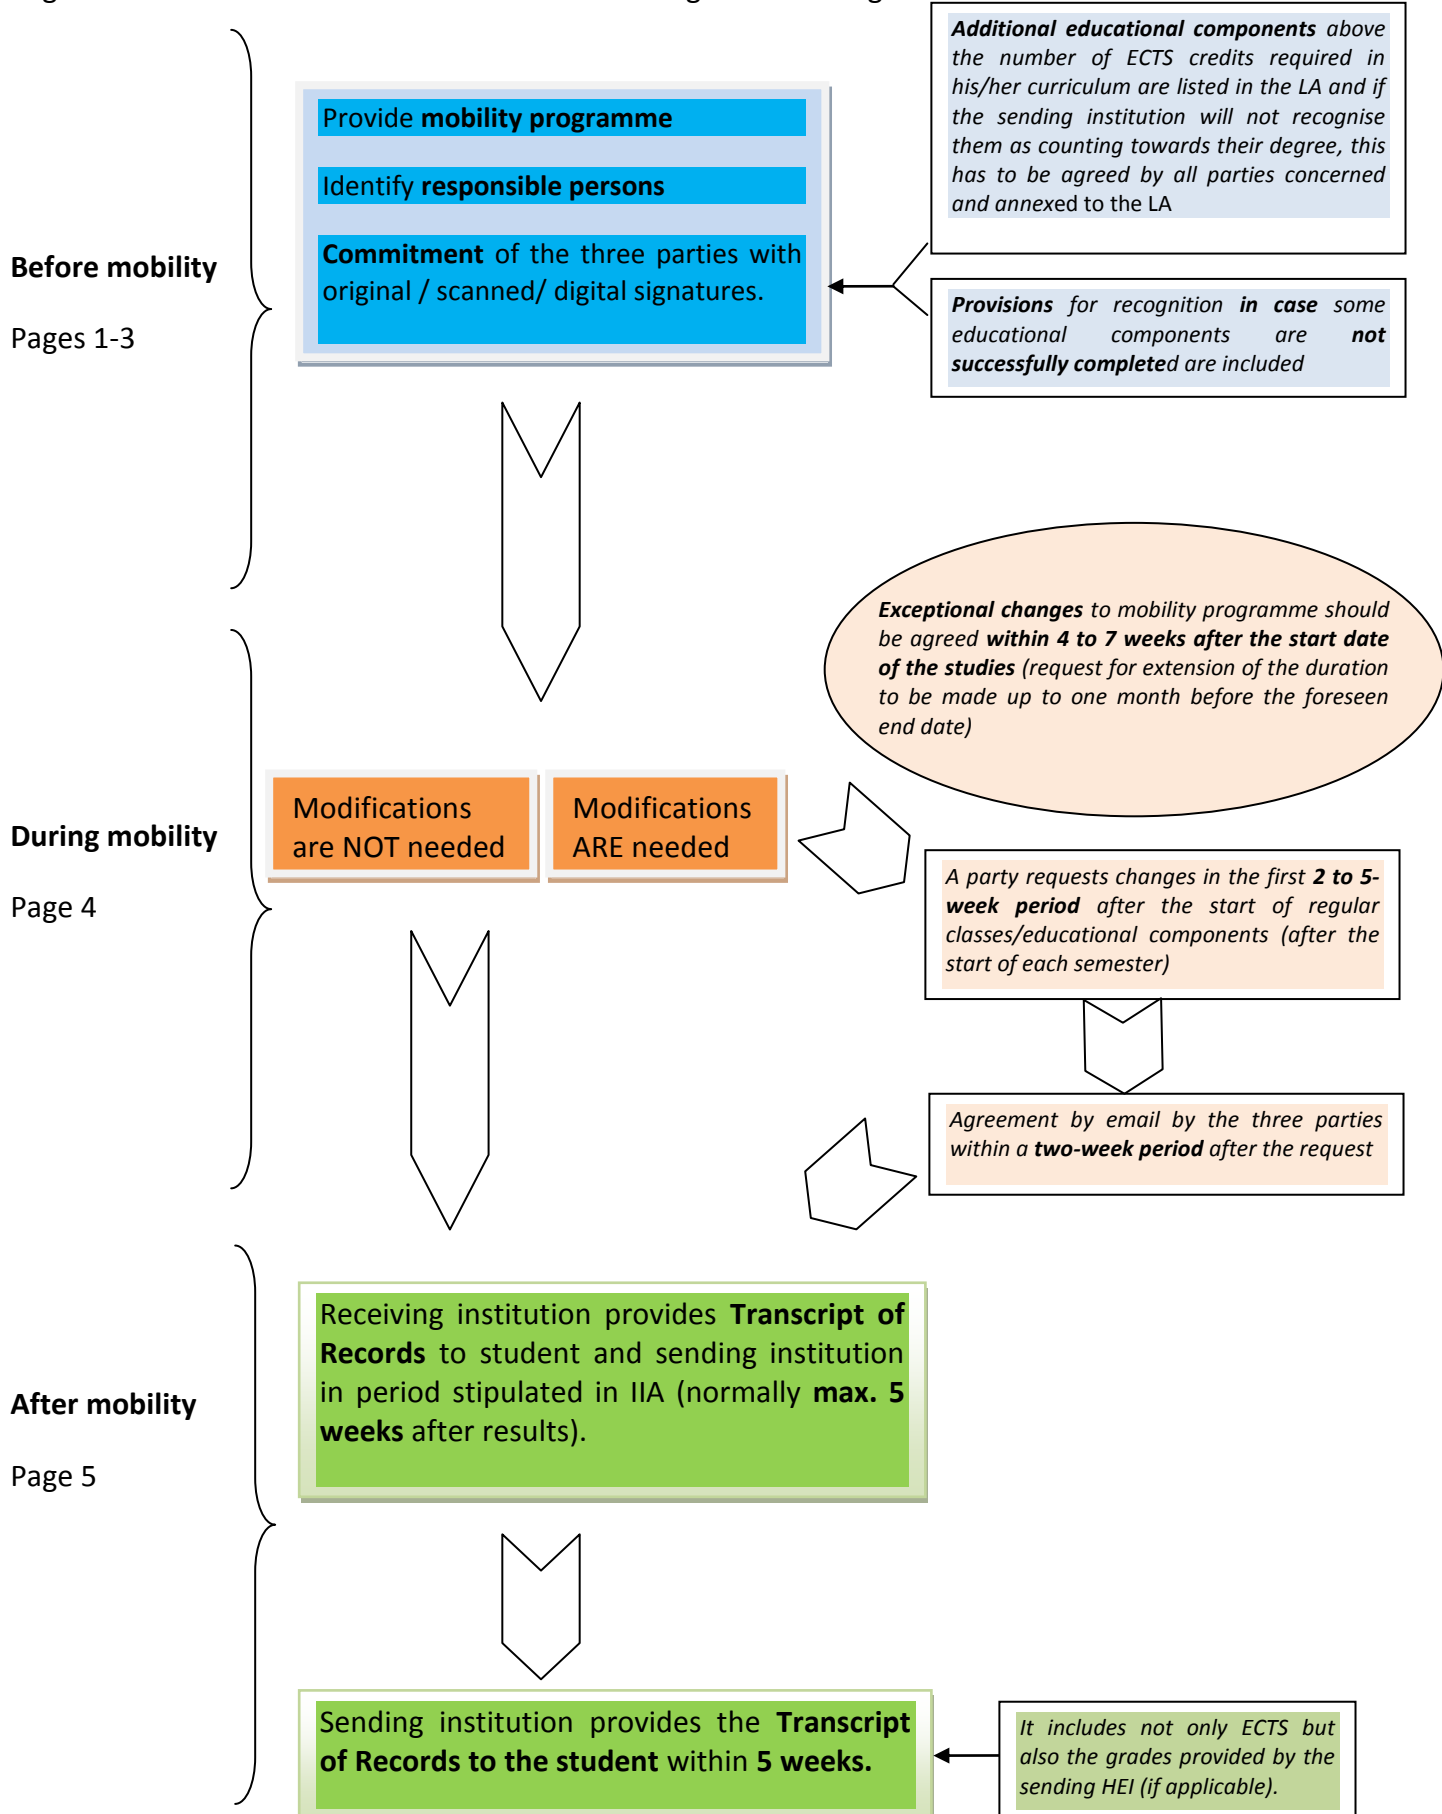 Before mobility
Pages 1-3
Provide mobility programme
Identify responsible persons
Commitment of the three parties with
original / scanned/ digital signatures.
Additional educational components above
the number of ECTS credits required in
his/her curriculum are listed in the LA and if
the sending institution will not recognise
them as counting towards their degree, this
has to be agreed by all parties concerned
and annexed to the LA
Provisions for recognition in case some
educational components are not
successfully completed are included
Exceptional changes to mobility programme should
be agreed within 4 to 7 weeks after the start date
of the studies (request for extension of the duration
to be made up to one month before the foreseen
end date)
During mobility
Page 4
Modifications
are NOT needed
Modifications
ARE needed
A party requests changes in the first 2 to 5-
week period after the start of regular
classes/educational components (after the
start of each semester)
Agreement by email by the three parties
within a two-week period after the request
After mobility
Page 5
Receiving institution provides Transcript of
Records to student and sending institution
in period stipulated in IIA (normally max. 5
weeks after results).
Sending institution provides the Transcript
of Records to the student within 5 weeks.
It includes not only ECTS but
also the grades provided by the
sending HEI (if applicable).